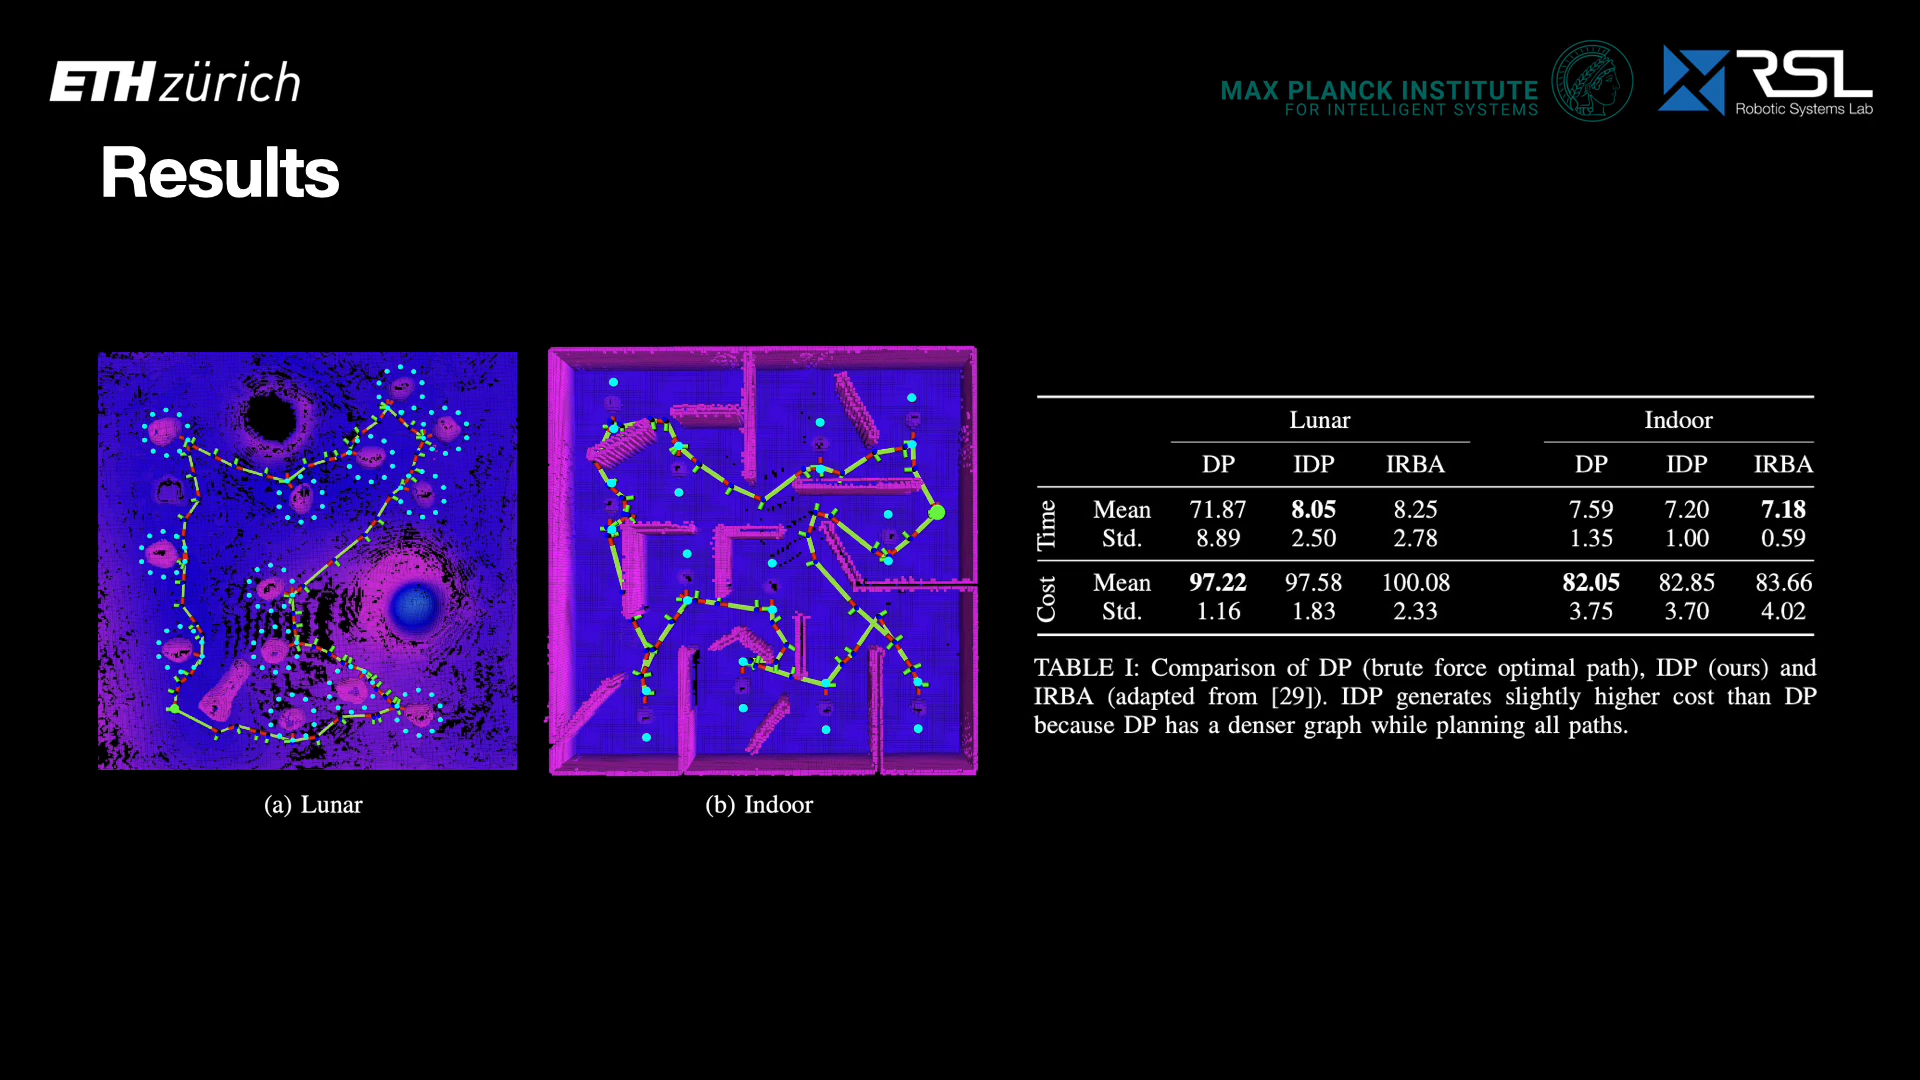 ETH zürich
MAX PLANCK INSTITUTE
FOR INTELLIGENT SYSTEMS
RSL
Robotic Systems Lab
Results
(a) Lunar
(b) Indoor
Lunar Indoor
DP IDP IRBA DP IDP IRBA
Time
Mean 71.87 8.05 8.25 7.59 7.20 7.18
Std. 8.89 2.50 2.78 1.35 1.00 0.59
Cost
Mean 97.22 97.58 100.08 82.05 82.85 83.66
Std. 1.16 1.83 2.33 3.75 3.70 4.02
TABLE I: Comparison of DP (brute force optimal path), IDP (ours) and
IRBA (adapted from [29]). IDP generates slightly higher cost than DP
because DP has a denser graph while planning all paths.